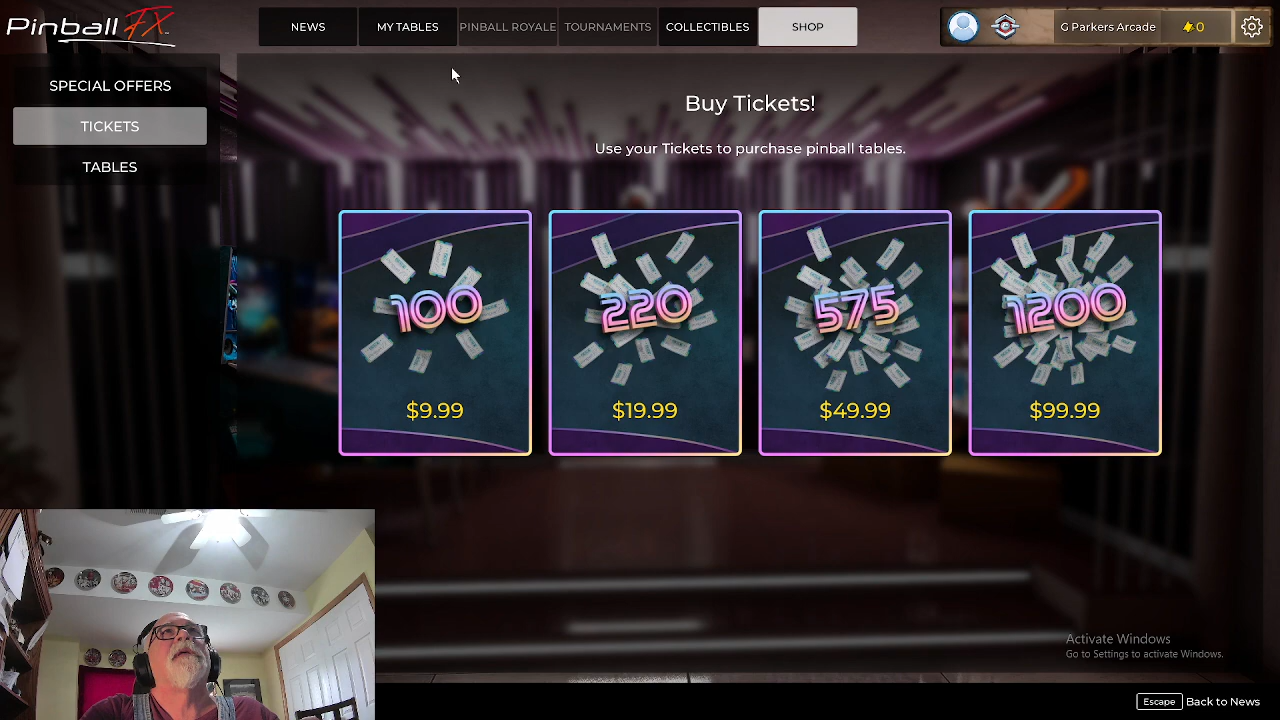 Pinball FX
NEWS
MY TABLES
PINBALL ROYALE
TOURNAMENTS
COLLECTIBLES
SHOP
G Parkers Arcade
0
SPECIAL OFFERS
TICKETS
TABLES
Buy Tickets!
Use your Tickets to purchase pinball tables.
100
$9.99
220
$19.99
575
$49.99
1200
$99.99
Activate Windows
Go to Settings to activate Windows.
Escape Back to News